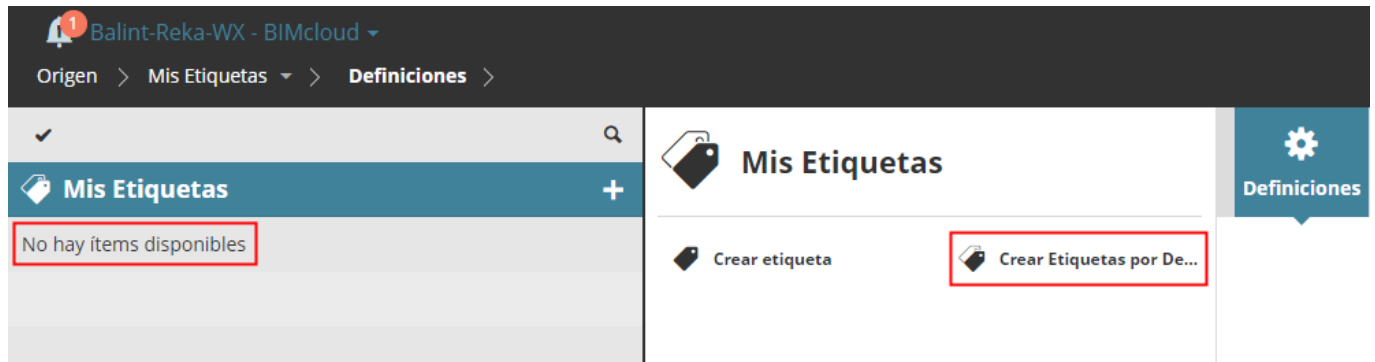 1
Balint-Reka-WX - BIMcloud
Origen > Mis Etiquetas > Definiciones >
Mis Etiquetas
No hay ítems disponibles
Mis Etiquetas
Crear etiqueta
Crear Etiquetas por De...
Definiciones